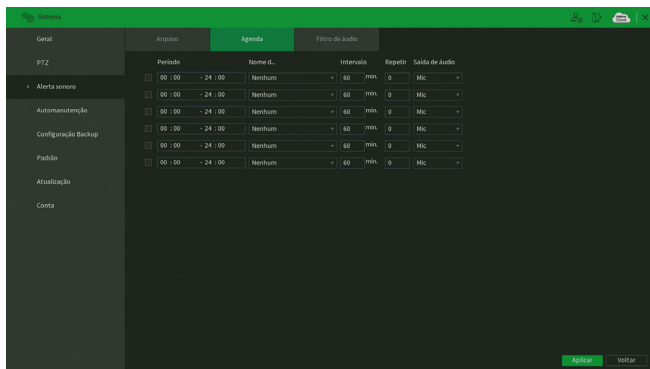 Sistema
Geral
PTZ
Alerta sonoro
Automanutenção
Configuração Backup
Padrão
Atualização
Conta
Arquivo Agenda Filtro de áudio
Período Nome d... Intervalo Repetir Saída de áudio
00 : 00 - 24 : 00 Nenhum 60 min. 0 Mic
00 : 00 - 24 : 00 Nenhum 60 min. 0 Mic
00 : 00 - 24 : 00 Nenhum 60 min. 0 Mic
00 : 00 - 24 : 00 Nenhum 60 min. 0 Mic
00 : 00 - 24 : 00 Nenhum 60 min. 0 Mic
00 : 00 - 24 : 00 Nenhum 60 min. 0 Mic
Aplicar Voltar